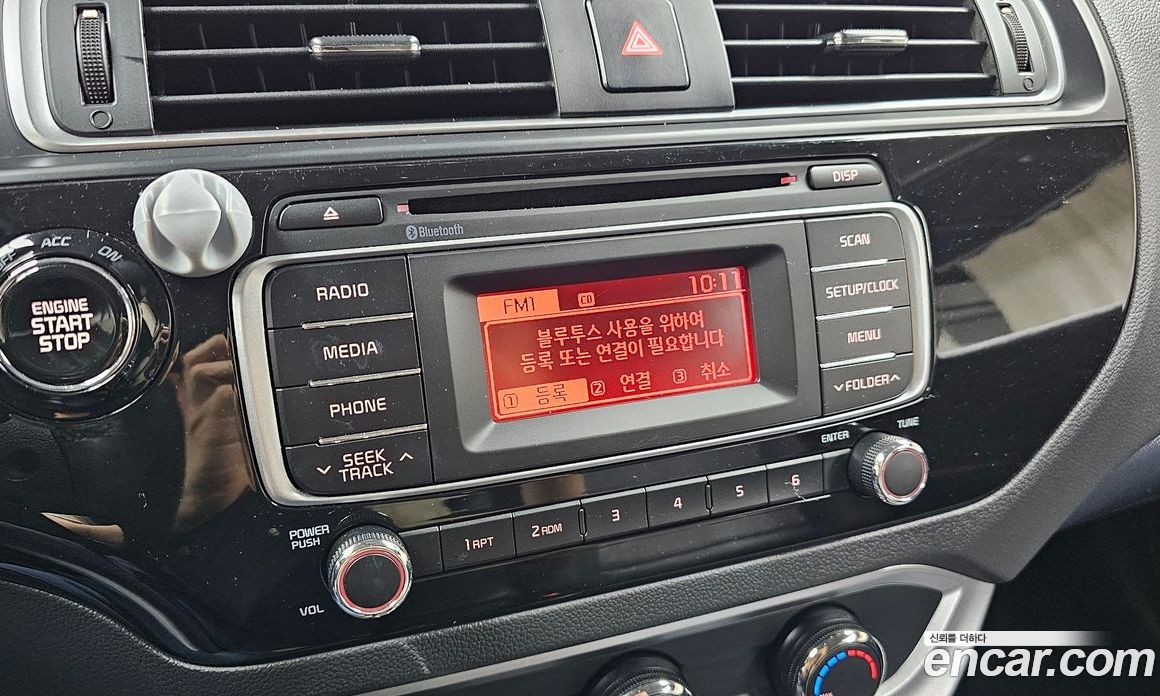 DISP
Bluetooth
ACC
ON
ENGINE
START
STOP
RADIO
MEDIA
PHONE
SEEK
TRACK
FM1 CD 10:11
블루투스 사용을 위하여
등록 또는 연결이 필요합니다
1 등록 2 연결 3 취소
SCAN
SETUP/CLOCK
MENU
FOLDER
ENTER
TUNE
POWER
PUSH
VOL
1 RPT
2 RDM
3
4
5
6
신뢰를 더하다
encar.com